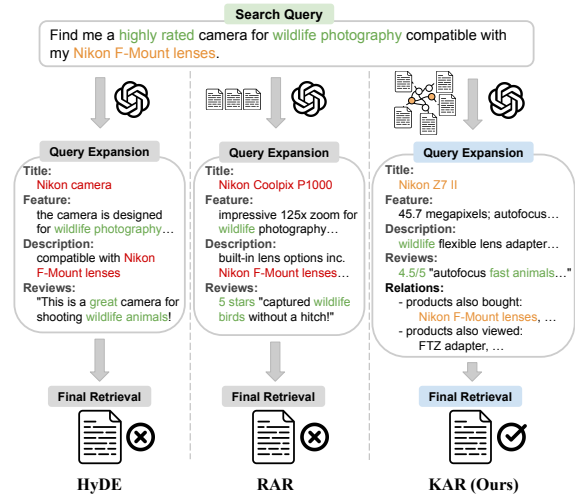 Search Query
Find me a highly rated camera for wildlife photography compatible with
my Nikon F-Mount lenses.
Query Expansion
Title:
Nikon camera
Feature:
the camera is designed
for wildlife photography…
Description:
compatible with Nikon
F-Mount lenses
Reviews:
"This is a great camera for
shooting wildlife animals!
Final Retrieval
HyDE
Query Expansion
Title:
Nikon Coolpix P1000
Feature:
impressive 125x zoom for
wildlife photography…
Description:
built-in lens options inc.
Nikon F-Mount lenses…
Reviews:
5 stars "captured wildlife
birds without a hitch!"
Final Retrieval
RAR
Query Expansion
Title:
Nikon Z7 II
Feature:
45.7 megapixels; autofocus…
Description:
wildlife flexible lens adapter…
Reviews:
4.5/5 "autofocus fast animals…"
Relations:
- products also bought:
Nikon F-Mount lenses, …
- products also viewed:
FTZ adapter, …
Final Retrieval
KAR (Ours)